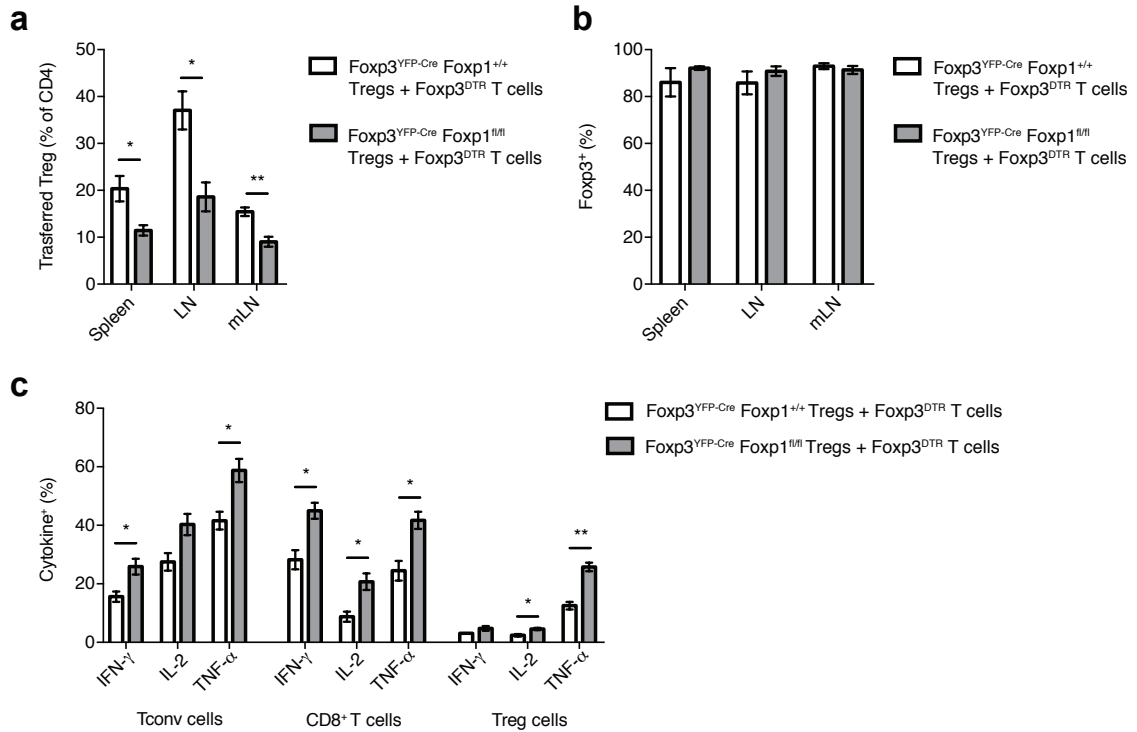 a
Trasferred Treg (% of CD4)
50
40
30
20
10
0
*
*
**
Spleen
LN
mLN
Foxp3YFP-Cre Foxp1+/+
Tregs + Foxp3DTR T cells
Foxp3YFP-Cre Foxp1fl/fl
Tregs + Foxp3DTR T cells
b
Foxp3+ (%)
100
80
60
40
20
0
Spleen
LN
mLN
Foxp3YFP-Cre Foxp1+/+
Tregs + Foxp3DTR T cells
Foxp3YFP-Cre Foxp1fl/fl
Tregs + Foxp3DTR T cells
c
Cytokine+ (%)
80
60
40
20
0
*
*
*
*
*
*
**
IFN-γ
IL-2
TNF-α
IFN-γ
IL-2
TNF-α
IFN-γ
IL-2
TNF-α
Tconv cells
CD8+ T cells
Treg cells
Foxp3YFP-Cre Foxp1+/+ Tregs + Foxp3DTR T cells
Foxp3YFP-Cre Foxp1fl/fl Tregs + Foxp3DTR T cells